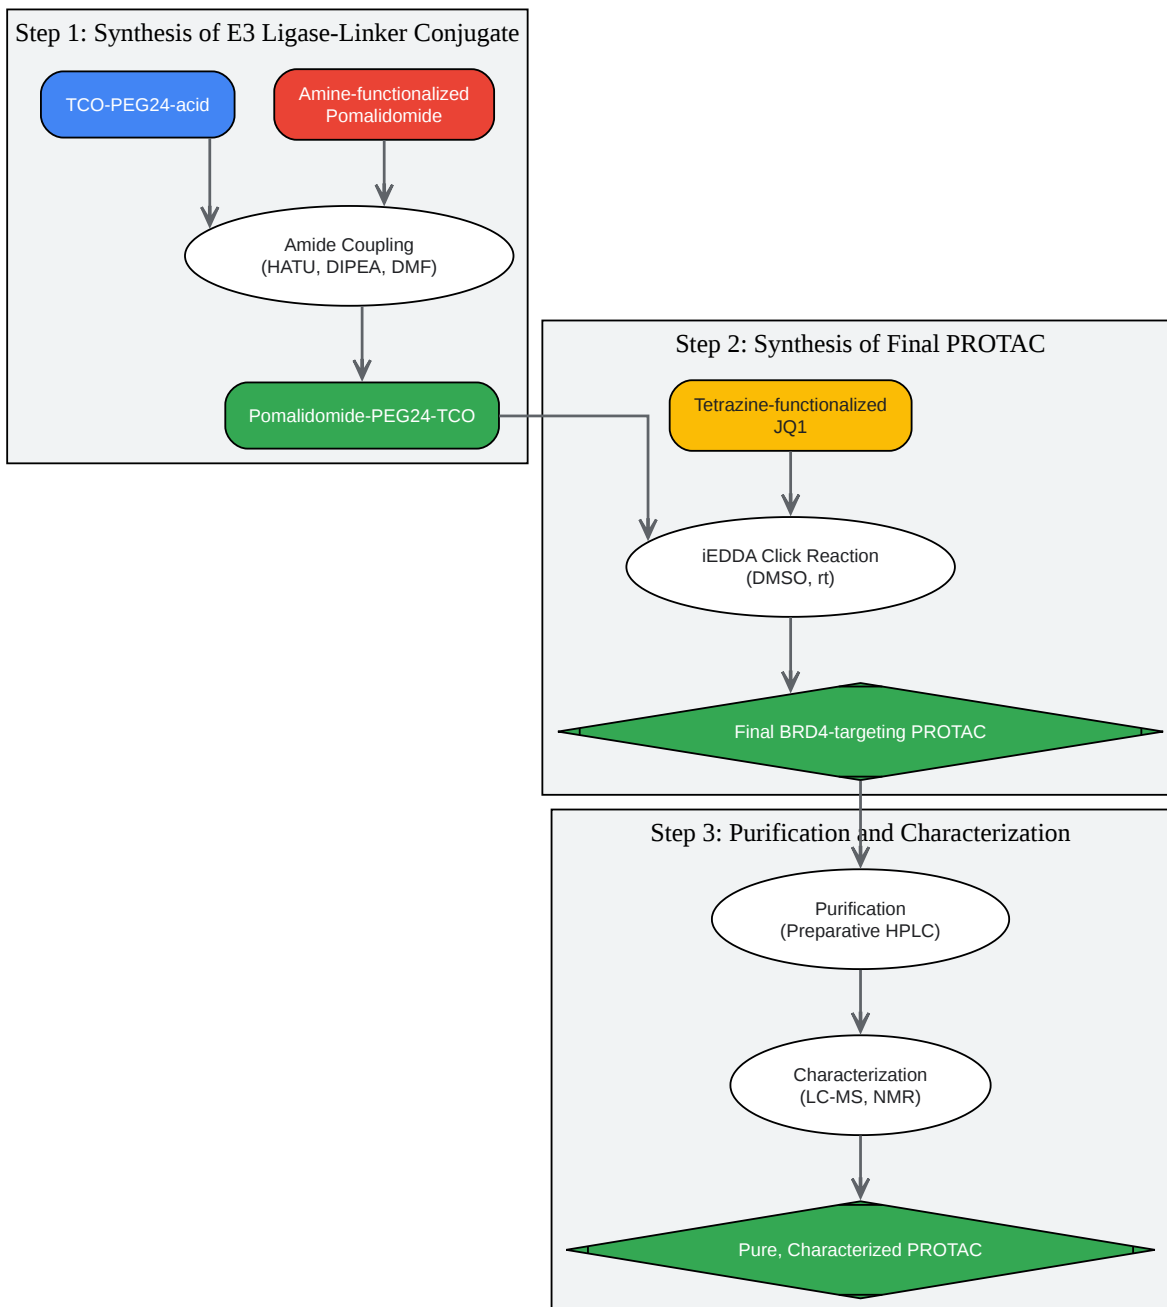 Step 1: Synthesis of E3 Ligase-Linker Conjugate
TCO-PEG24-acid
Amine-functionalized
Pomalidomide
Amide Coupling
(HATU, DIPEA, DMF)
Pomalidomide-PEG24-TCO
Step 2: Synthesis of Final PROTAC
Tetrazine-functionalized
JQ1
iEDDA Click Reaction
(DMSO, rt)
Final BRD4-targeting PROTAC
Step 3: Purification and Characterization
Purification
(Preparative HPLC)
Characterization
(LC-MS, NMR)
Pure, Characterized PROTAC